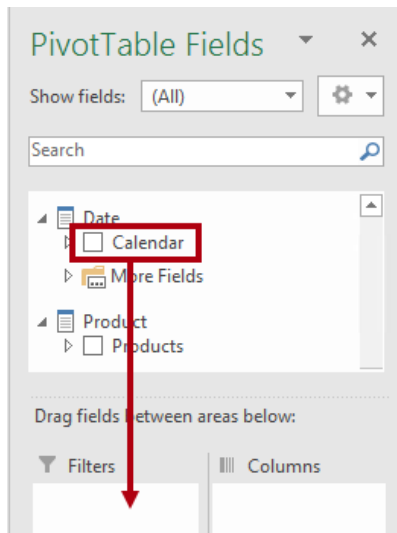 PivotTable Fields
Show fields: (All)
Search
Date
Calendar
More Fields
Product
Products
Drag fields between areas below:
Filters Columns